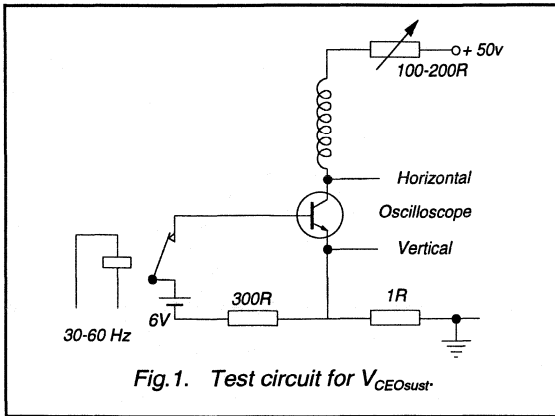 + 50v
100-200R
Horizontal
Oscilloscope
Vertical
300R
1R
6V
30-60 Hz
Fig.1. Test circuit for VCEOsust.